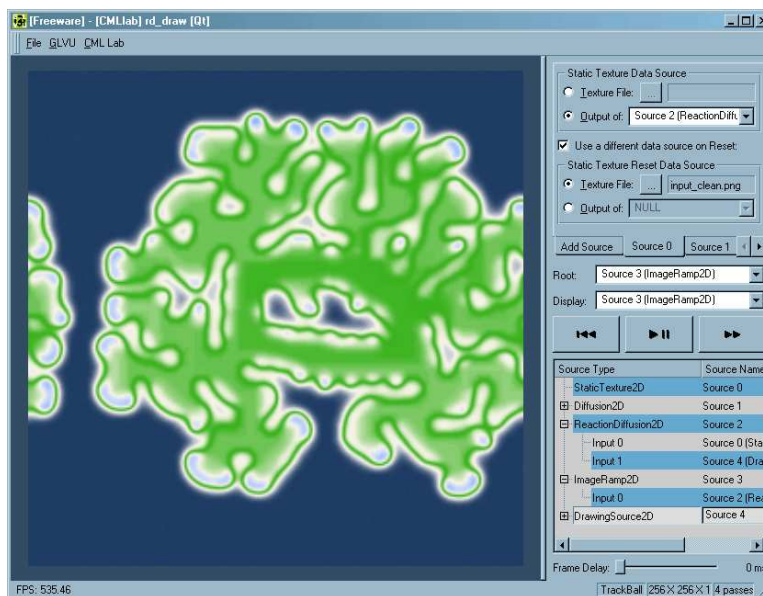 [Freeware] - [CMLlab] rd_draw [Qt]
File GLVU CML Lab
Static Texture Data Source
Texture File: ...
Output of: Source 2 (ReactionDiffu
Use a different data source on Reset:
Static Texture Reset Data Source
Texture File: ... input_clean.png
Output of: NULL
Add Source Source 0 Source 1
Root: Source 3 (ImageRamp2D)
Display: Source 3 (ImageRamp2D)
Source Type Source Name
StaticTexture2D Source 0
Diffusion2D Source 1
ReactionDiffusion2D Source 2
Input 0 Source 0 (Sta
Input 1 Source 4 (Dra
ImageRamp2D Source 3
Input 0 Source 2 (Rea
DrawingSource2D Source 4
Frame Delay: 0 ms
FPS: 535.46 TrackBall 256 X 256 X 1 4 passes